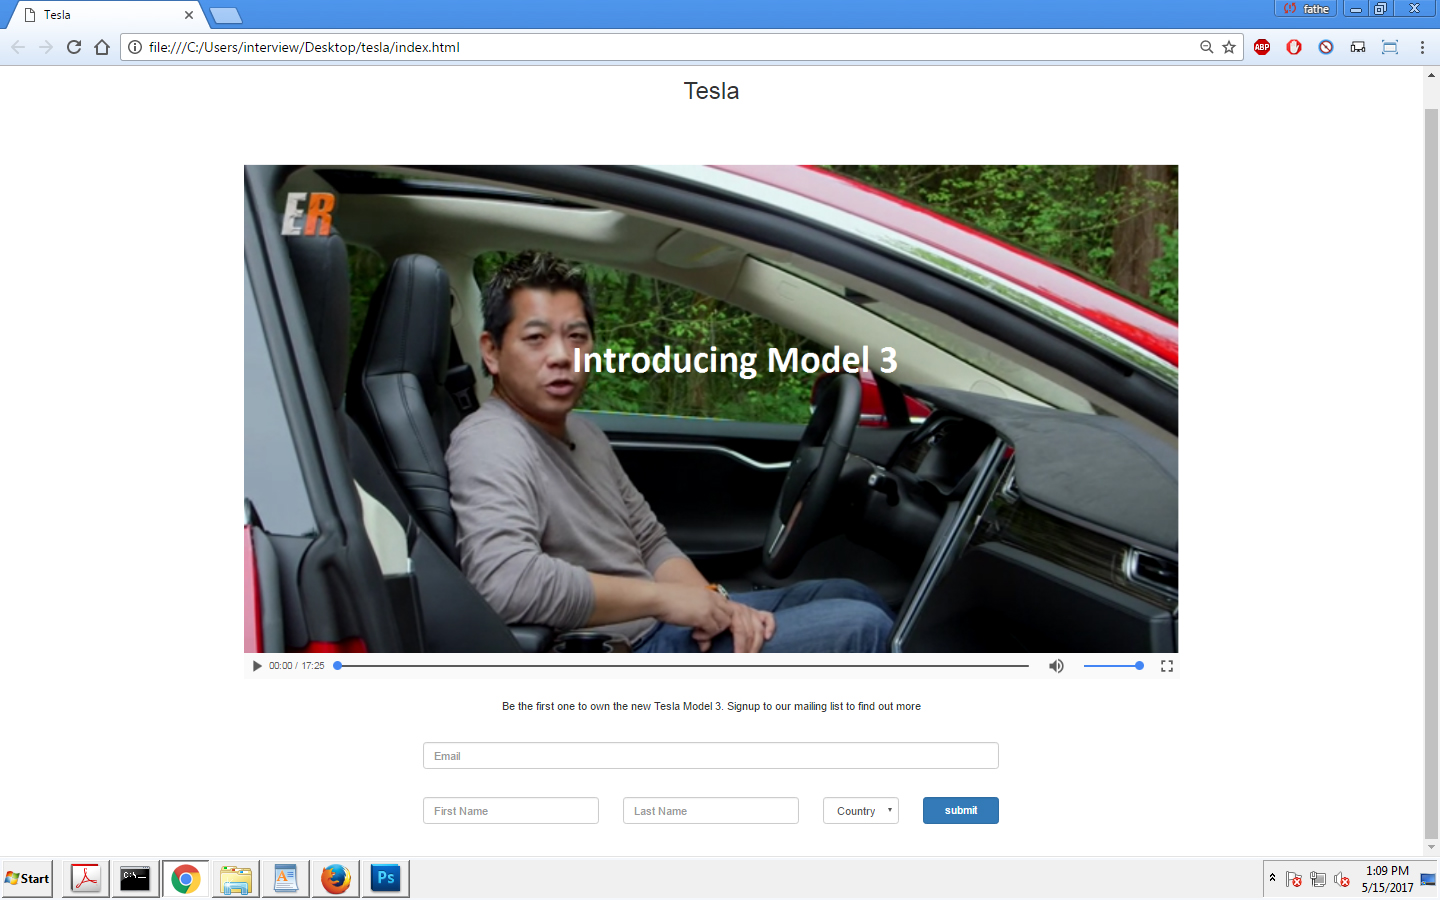 Tesla
fathe
file:///C:/Users/interview/Desktop/tesla/index.html
ABP
Tesla
ER
Introducing Model 3
00:00 / 17:25
Be the first one to own the new Tesla Model 3. Signup to our mailing list to find out more
Email
First Name
Last Name
Country
submit
Start
C:\_
Ps
1:09 PM
5/15/2017